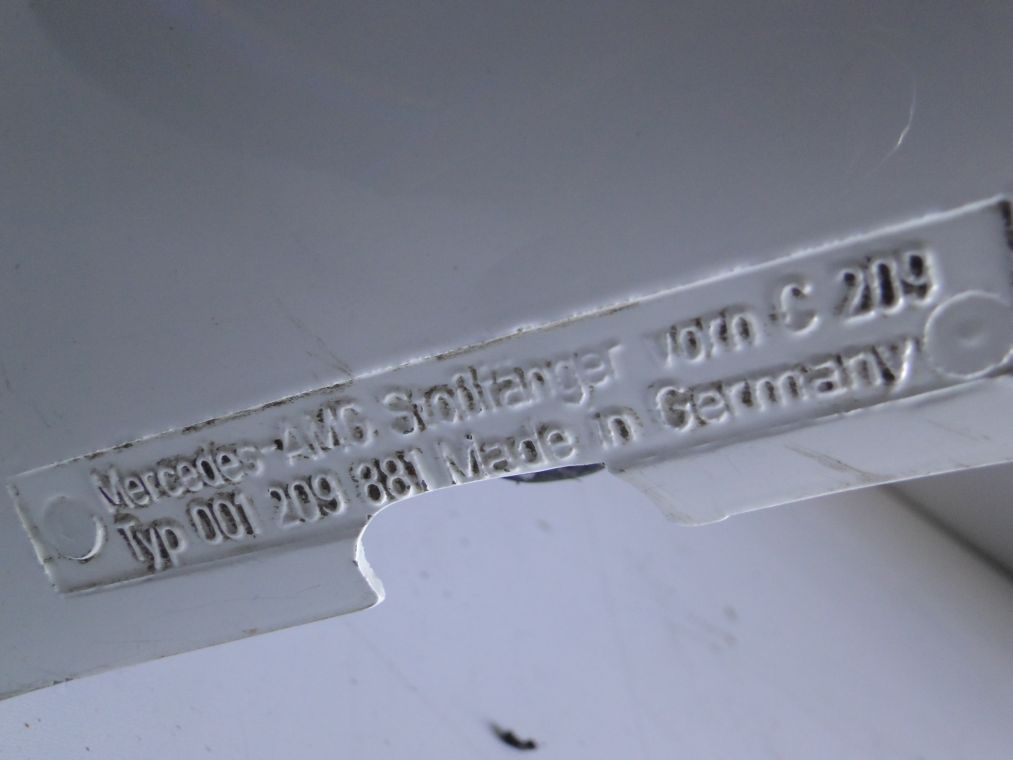 Mercedes-AMG Stoßfänger vorn C 209
Typ 001 209 881 Made in Germany